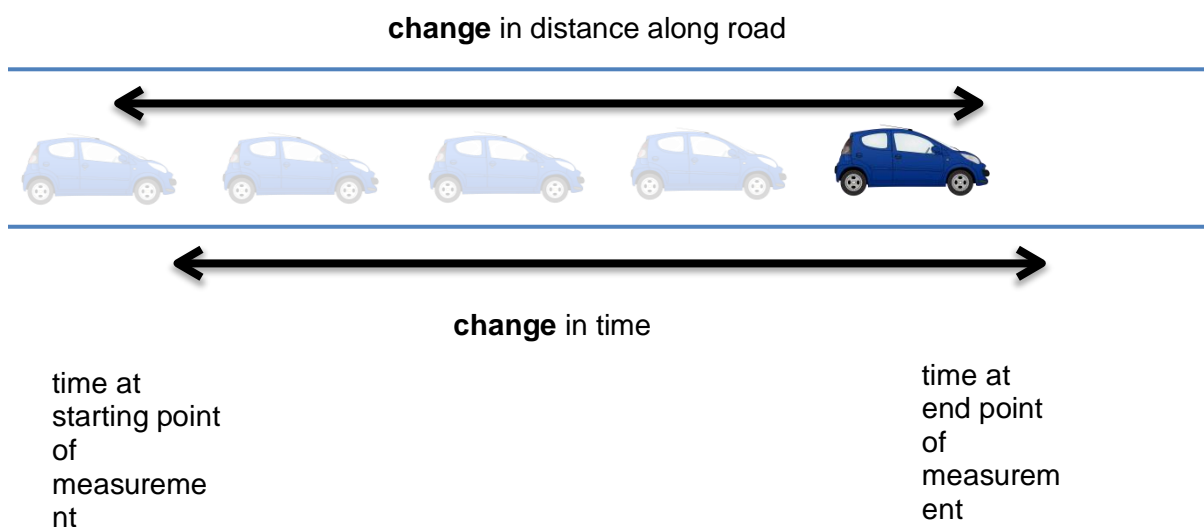 change in distance along road
change in time
time at
starting point
of
measureme
nt
time at
end point
of
measurem
ent